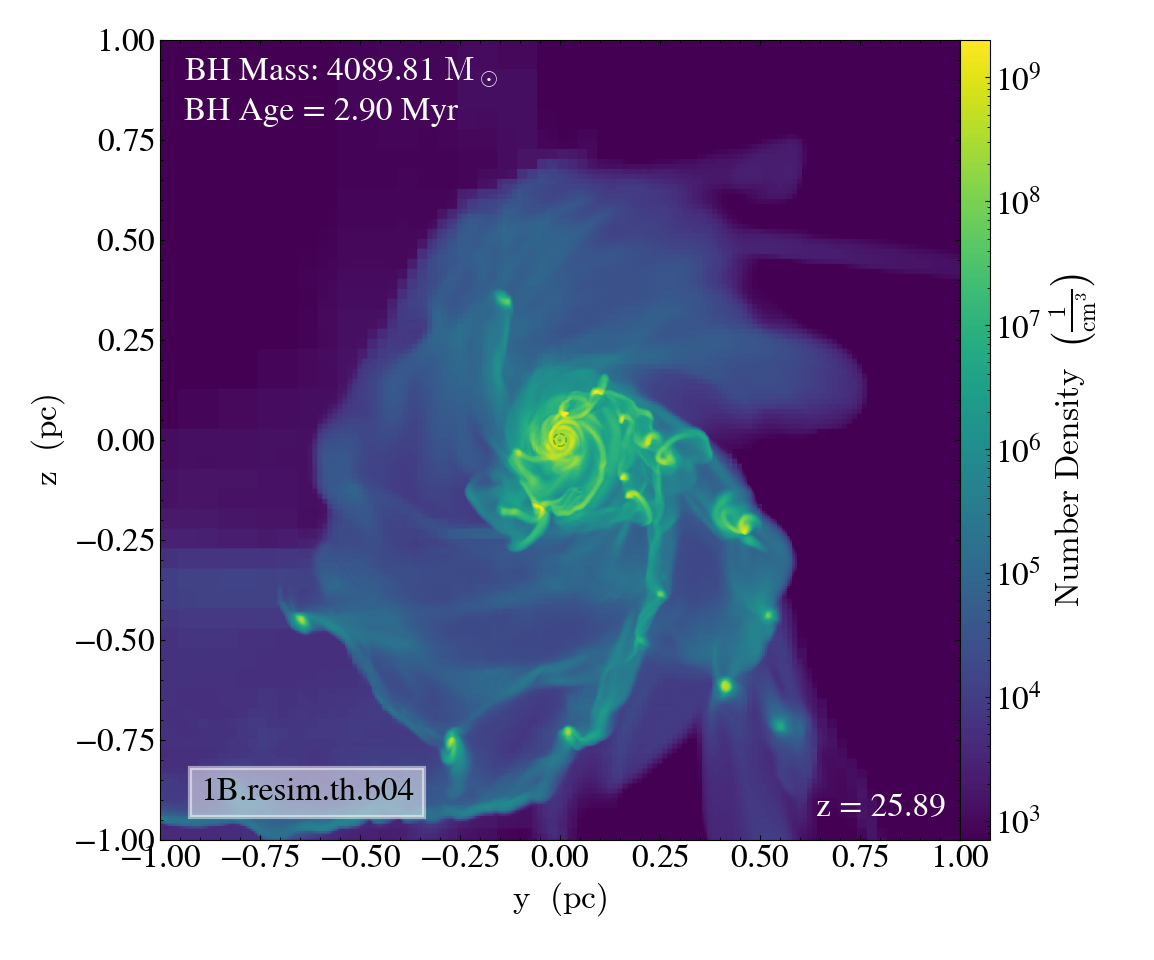 BH Mass: 4089.81 M⊙
BH Age = 2.90 Myr
1.00
0.75
0.50
0.25
0.00
−0.25
−0.50
−0.75
−1.00
z (pc)
1B.resim.th.b04
z = 25.89
−1.00 −0.75 −0.50 −0.25 0.00 0.25 0.50 0.75 1.00
y (pc)
10⁹
10⁸
10⁷
10⁶
10⁵
10⁴
10³
Number Density (1/cm³)